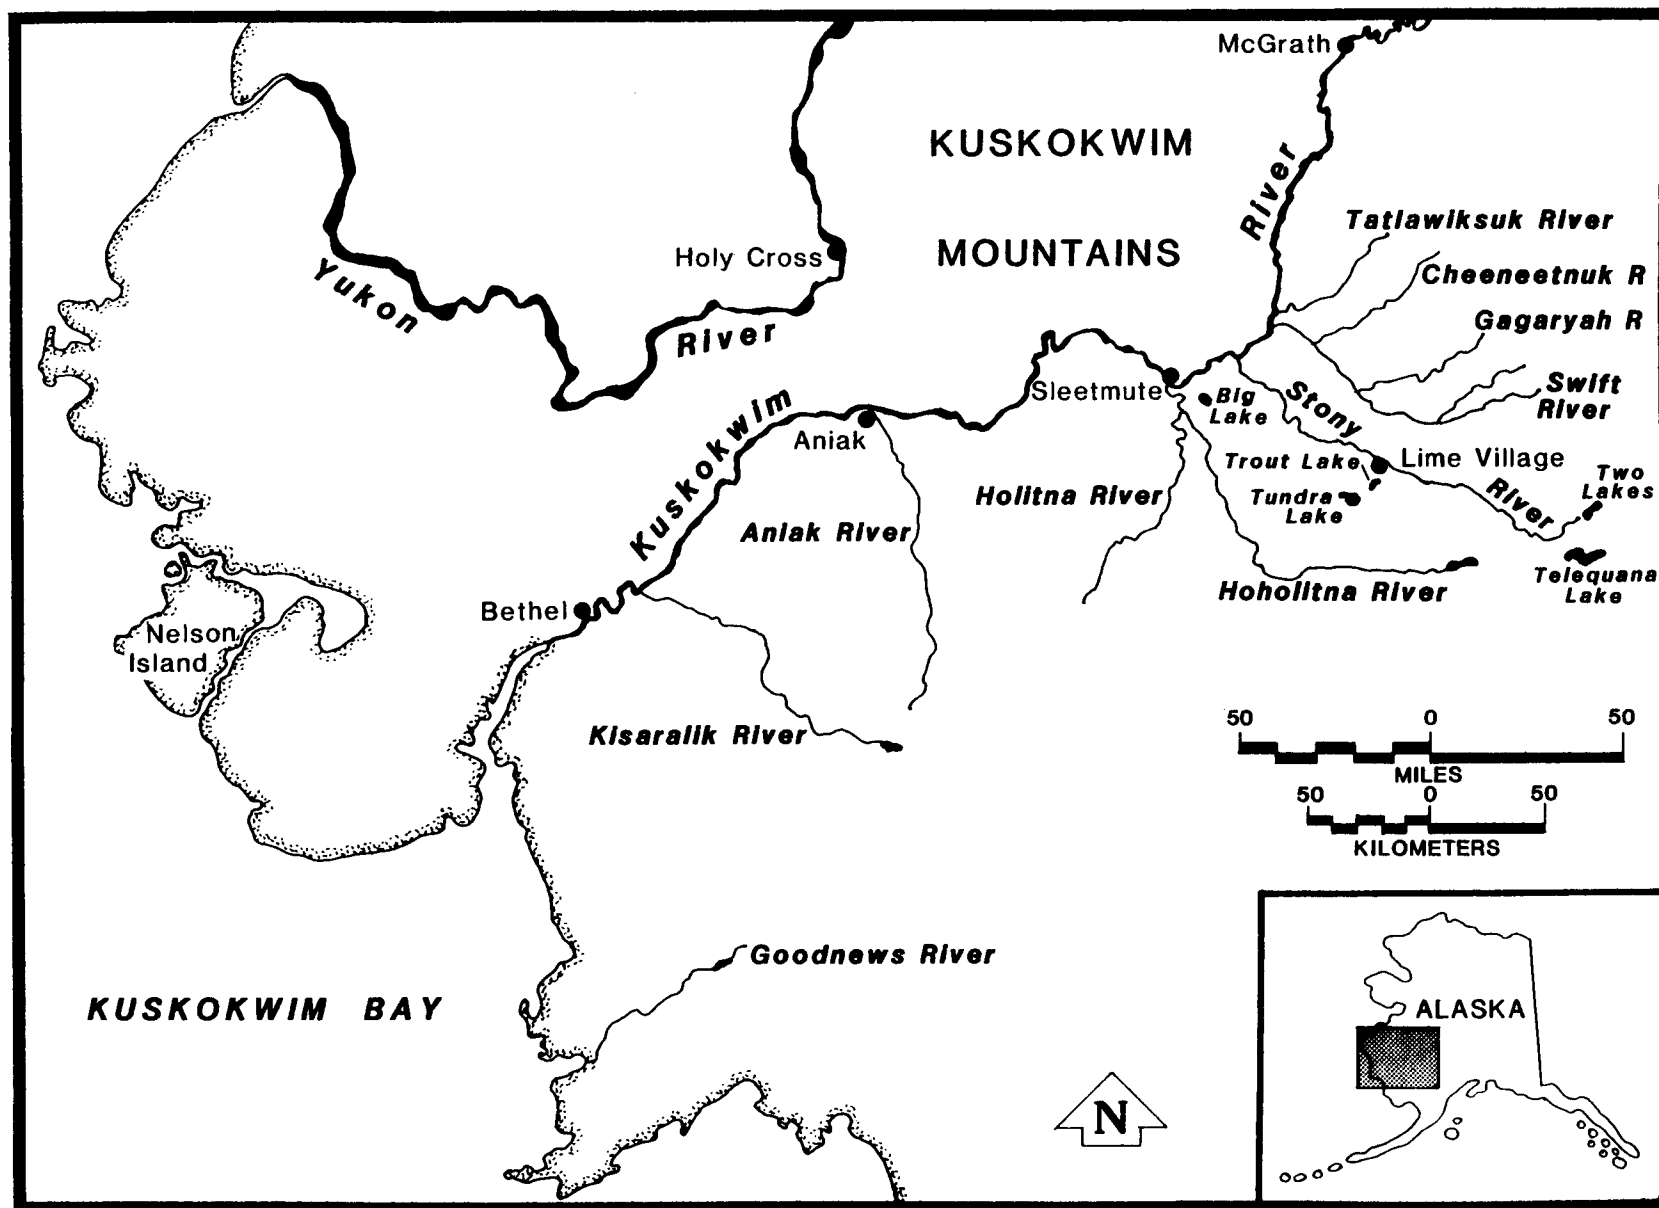 McGrath
KUSKOKWIM
MOUNTAINS
River
Tatlawiksuk River
Cheeneetnuk R
Gagaryah R
Swift
River
Holy Cross
Yukon
River
Kuskokwim
Sleetmute
Big
Lake
Stony
River
Aniak
Lime Village
Trout Lake
Tundra
Lake
Two
Lakes
Telequana
Lake
Holitna River
Aniak River
Hoholitna River
Bethel
Nelson
Island
Kisaralik River
50 0 50
MILES
50 0 50
KILOMETERS
Goodnews River
KUSKOKWIM BAY
N
ALASKA